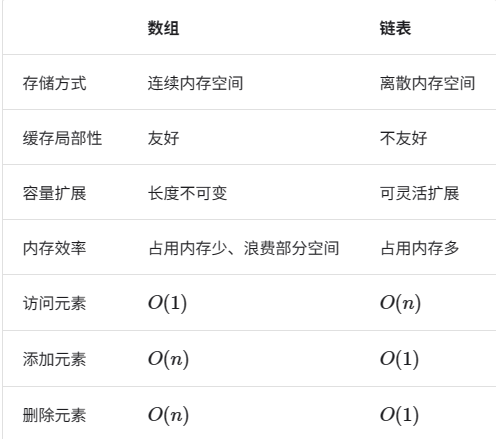 数组 链表
存储方式 连续内存空间 离散内存空间
缓存局部性 友好 不友好
容量扩展 长度不可变 可灵活扩展
内存效率 占用内存少、浪费部分空间 占用内存多
访问元素 O(1) O(n)
添加元素 O(n) O(1)
删除元素 O(n) O(1)